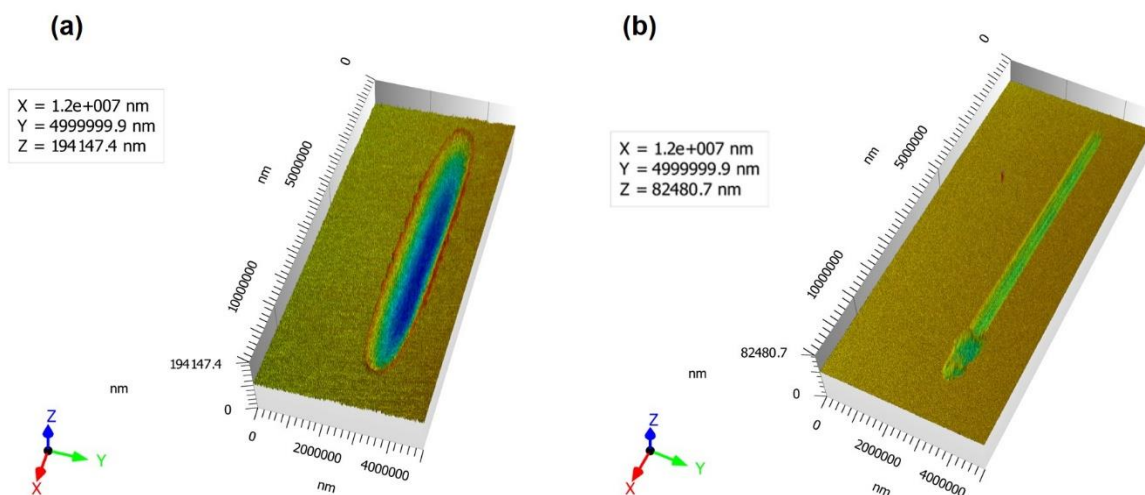 (a)
X = 1.2e+007 nm
Y = 4999999.9 nm
Z = 194147.4 nm
0
nm
5000000
10000000
194147.4
nm
0
0
2000000
4000000
nm
Z
Y
X
(b)
X = 1.2e+007 nm
Y = 4999999.9 nm
Z = 82480.7 nm
0
nm
5000000
10000000
82480.7
nm
0
0
2000000
4000000
nm
Z
Y
X